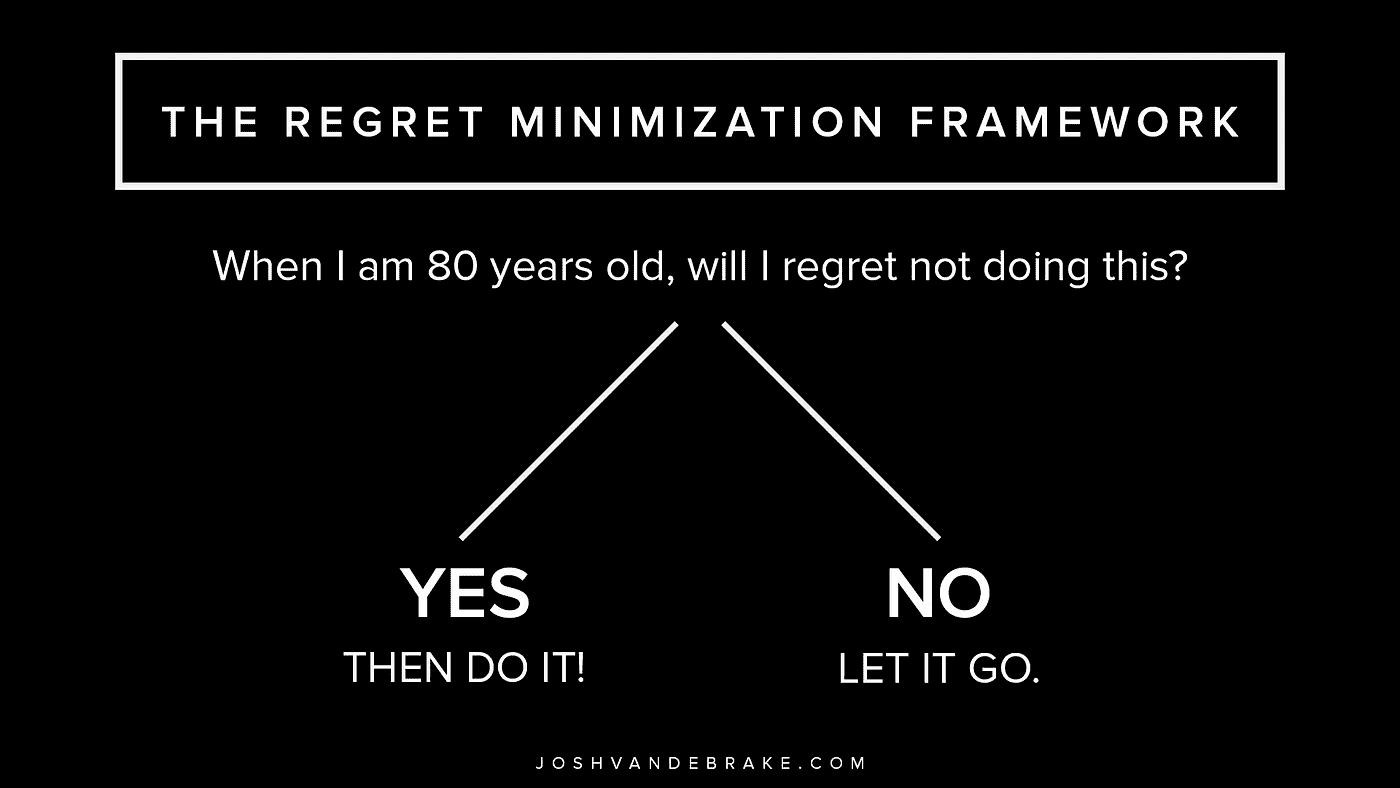 THE REGRET MINIMIZATION FRAMEWORK
When I am 80 years old, will I regret not doing this?
YES
THEN DO IT!
NO
LET IT GO.
JOSHVANDEBRAKE.COM